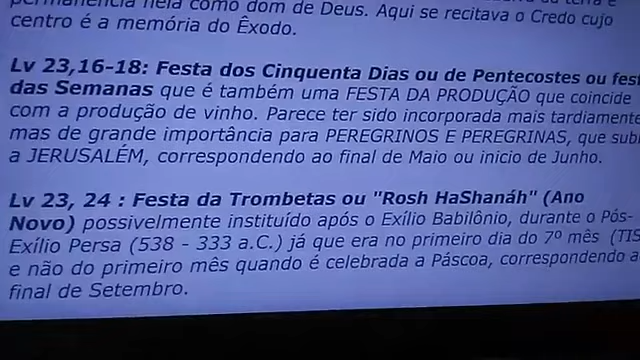 permanência nela como dom de Deus. Aqui se recitava o Credo cujo
centro é a memória do Êxodo.
Lv 23,16-18: Festa dos Cinquenta Dias ou de Pentecostes ou fest
das Semanas que é também uma FESTA DA PRODUÇÃO que coincide
com a produção de vinho. Parece ter sido incorporada mais tardiamente
mas de grande importância para PEREGRINOS E PEREGRINAS, que subi
a JERUSALÉM, correspondendo ao final de Maio ou inicio de Junho.
Lv 23, 24 : Festa da Trombetas ou "Rosh HaShanáh" (Ano
Novo) possivelmente instituído após o Exílio Babilônio, durante o Pós-
Exílio Persa (538 - 333 a.C.) já que era no primeiro dia do 7º mês (TIS
e não do primeiro mês quando é celebrada a Páscoa, correspondendo a
final de Setembro.